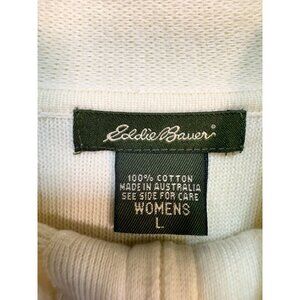 Eddie Bauer®
100% COTTON
MADE IN AUSTRALIA
SEE SIDE FOR CARE
WOMENS
L